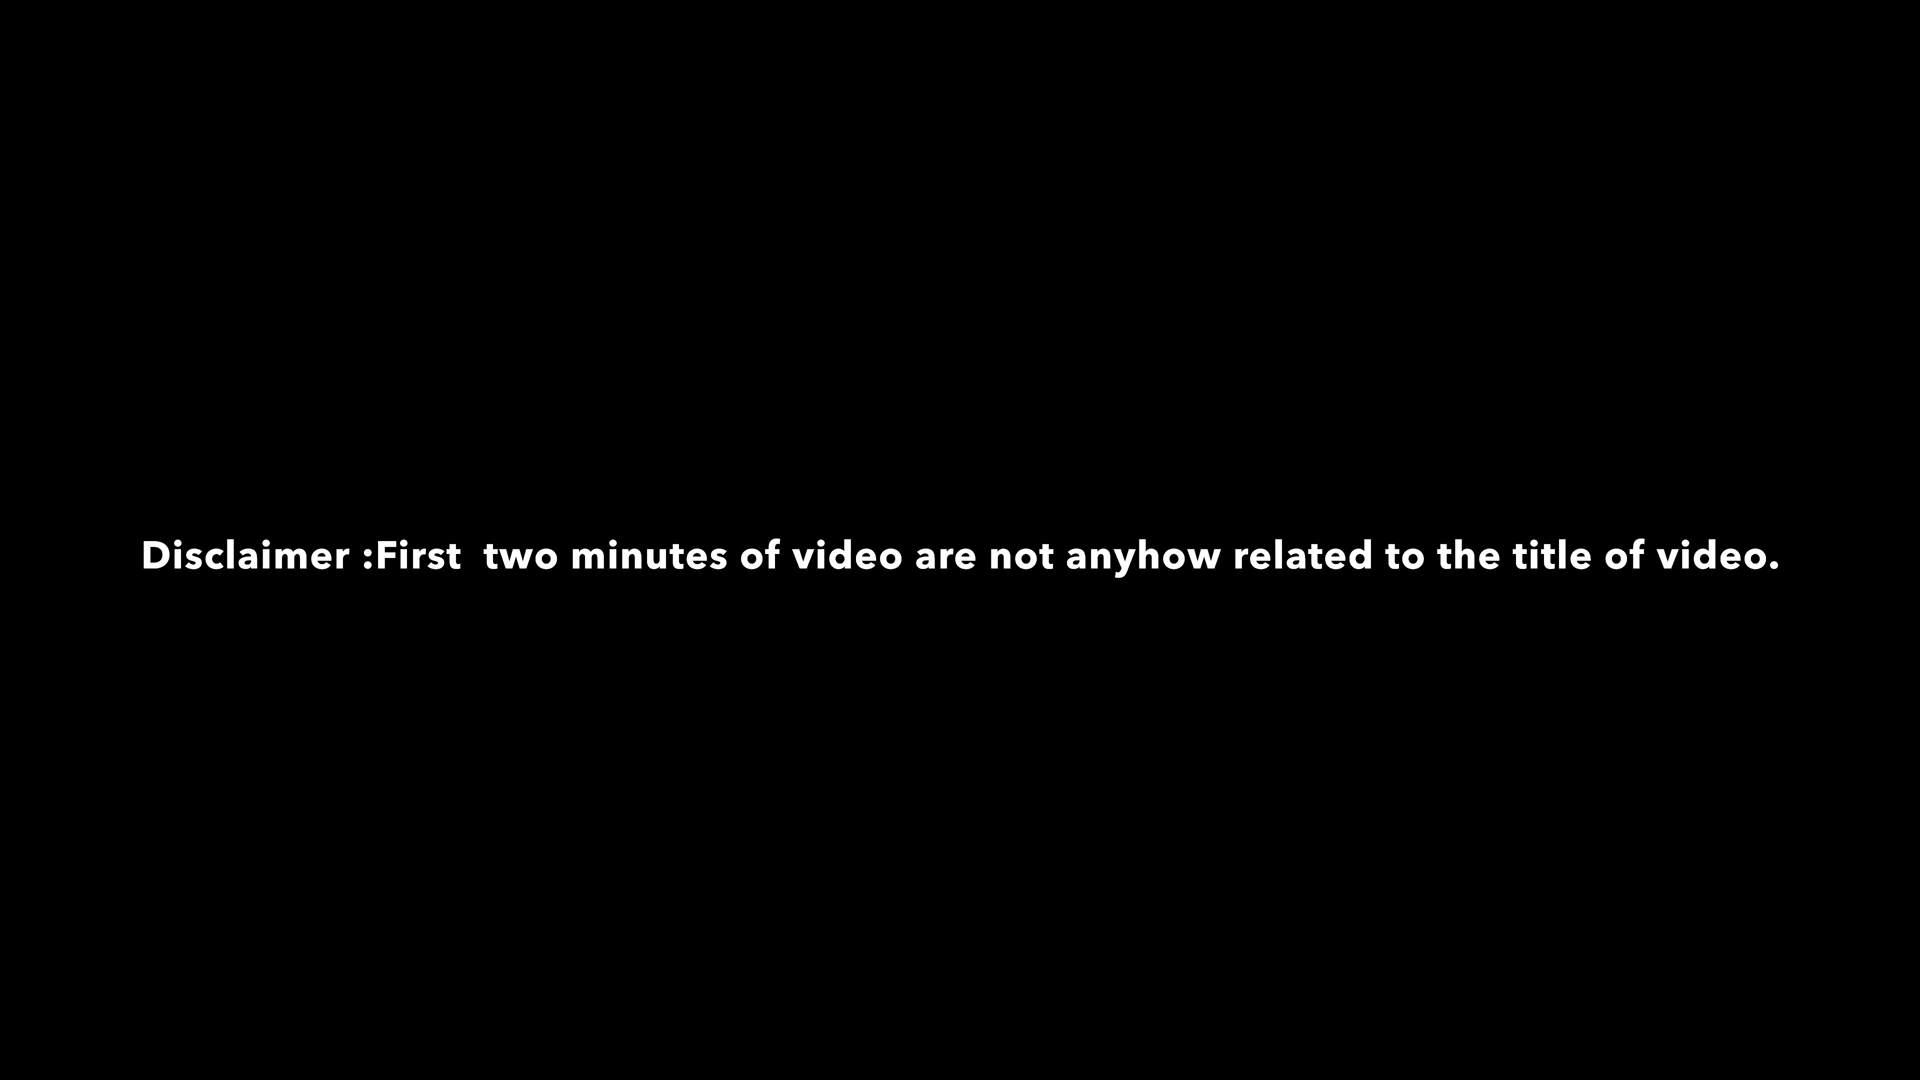 Disclaimer :First  two minutes of video are not anyhow related to the title of video.